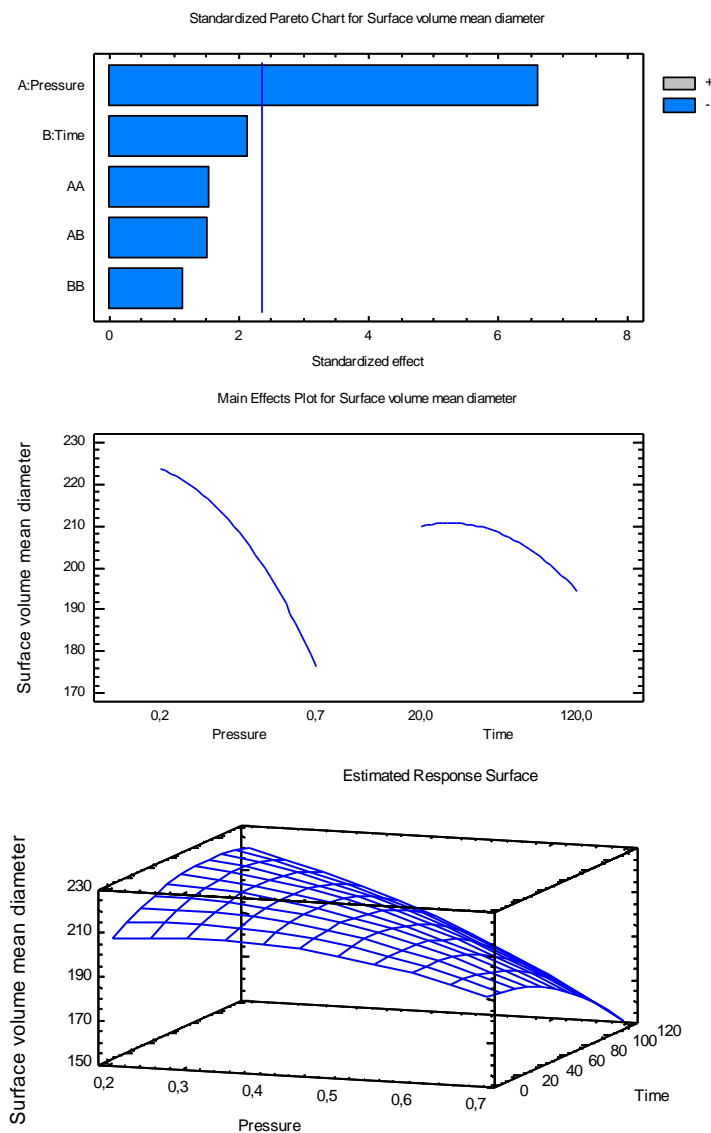 Standardized Pareto Chart for Surface volume mean diameter
A:Pressure
B:Time
AA
AB
BB
+
-
0 2 4 6 8
Standardized effect
Main Effects Plot for Surface volume mean diameter
Surface volume mean diameter
230
220
210
200
190
180
170
0,2 0,7 20,0 120,0
Pressure Time
Estimated Response Surface
Surface volume mean diameter
230
210
190
170
150
0,2 0,3 0,4 0,5 0,6 0,7
Pressure
0 20 40 60 80 100 120
Time